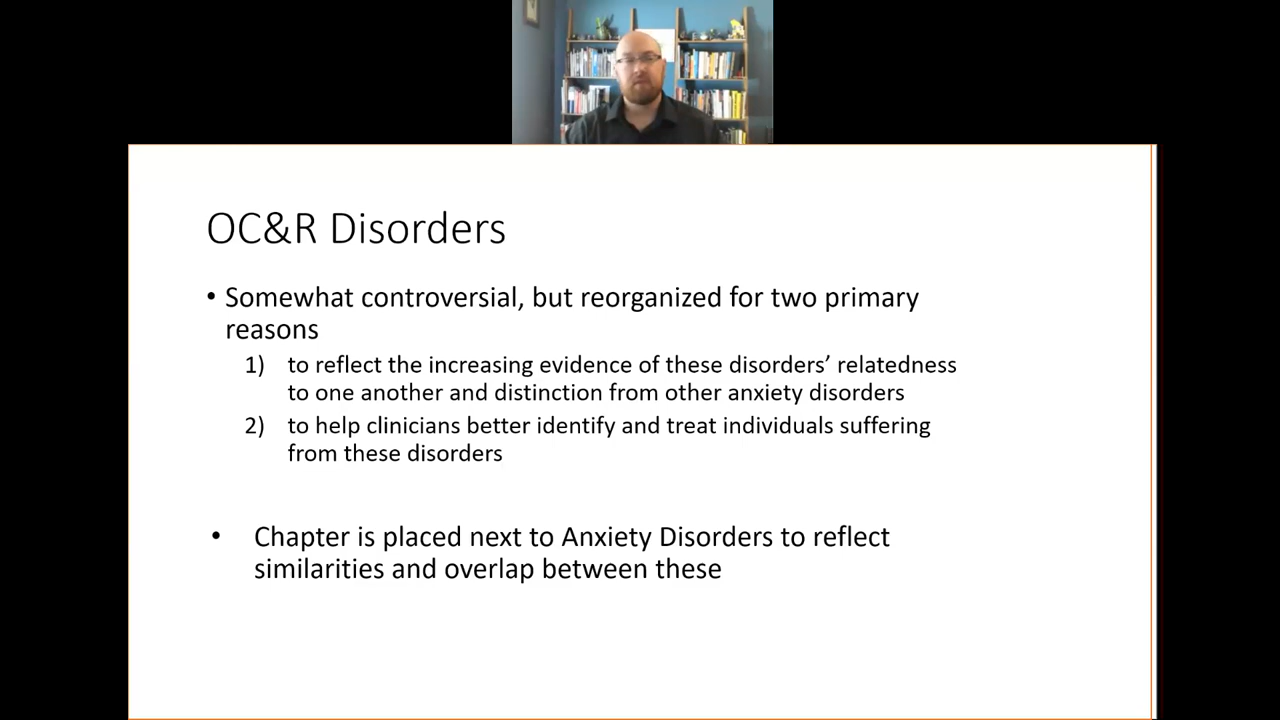 OC&R Disorders
• Somewhat controversial, but reorganized for two primary
reasons
1) to reflect the increasing evidence of these disorders’ relatedness
to one another and distinction from other anxiety disorders
2) to help clinicians better identify and treat individuals suffering
from these disorders
• Chapter is placed next to Anxiety Disorders to reflect
similarities and overlap between these